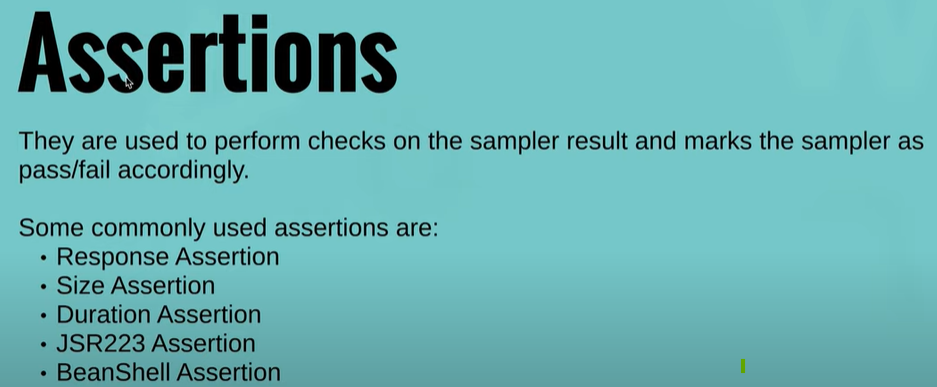 Assertions
They are used to perform checks on the sampler result and marks the sampler as
pass/fail accordingly.
Some commonly used assertions are:
• Response Assertion
• Size Assertion
• Duration Assertion
• JSR223 Assertion
• BeanShell Assertion